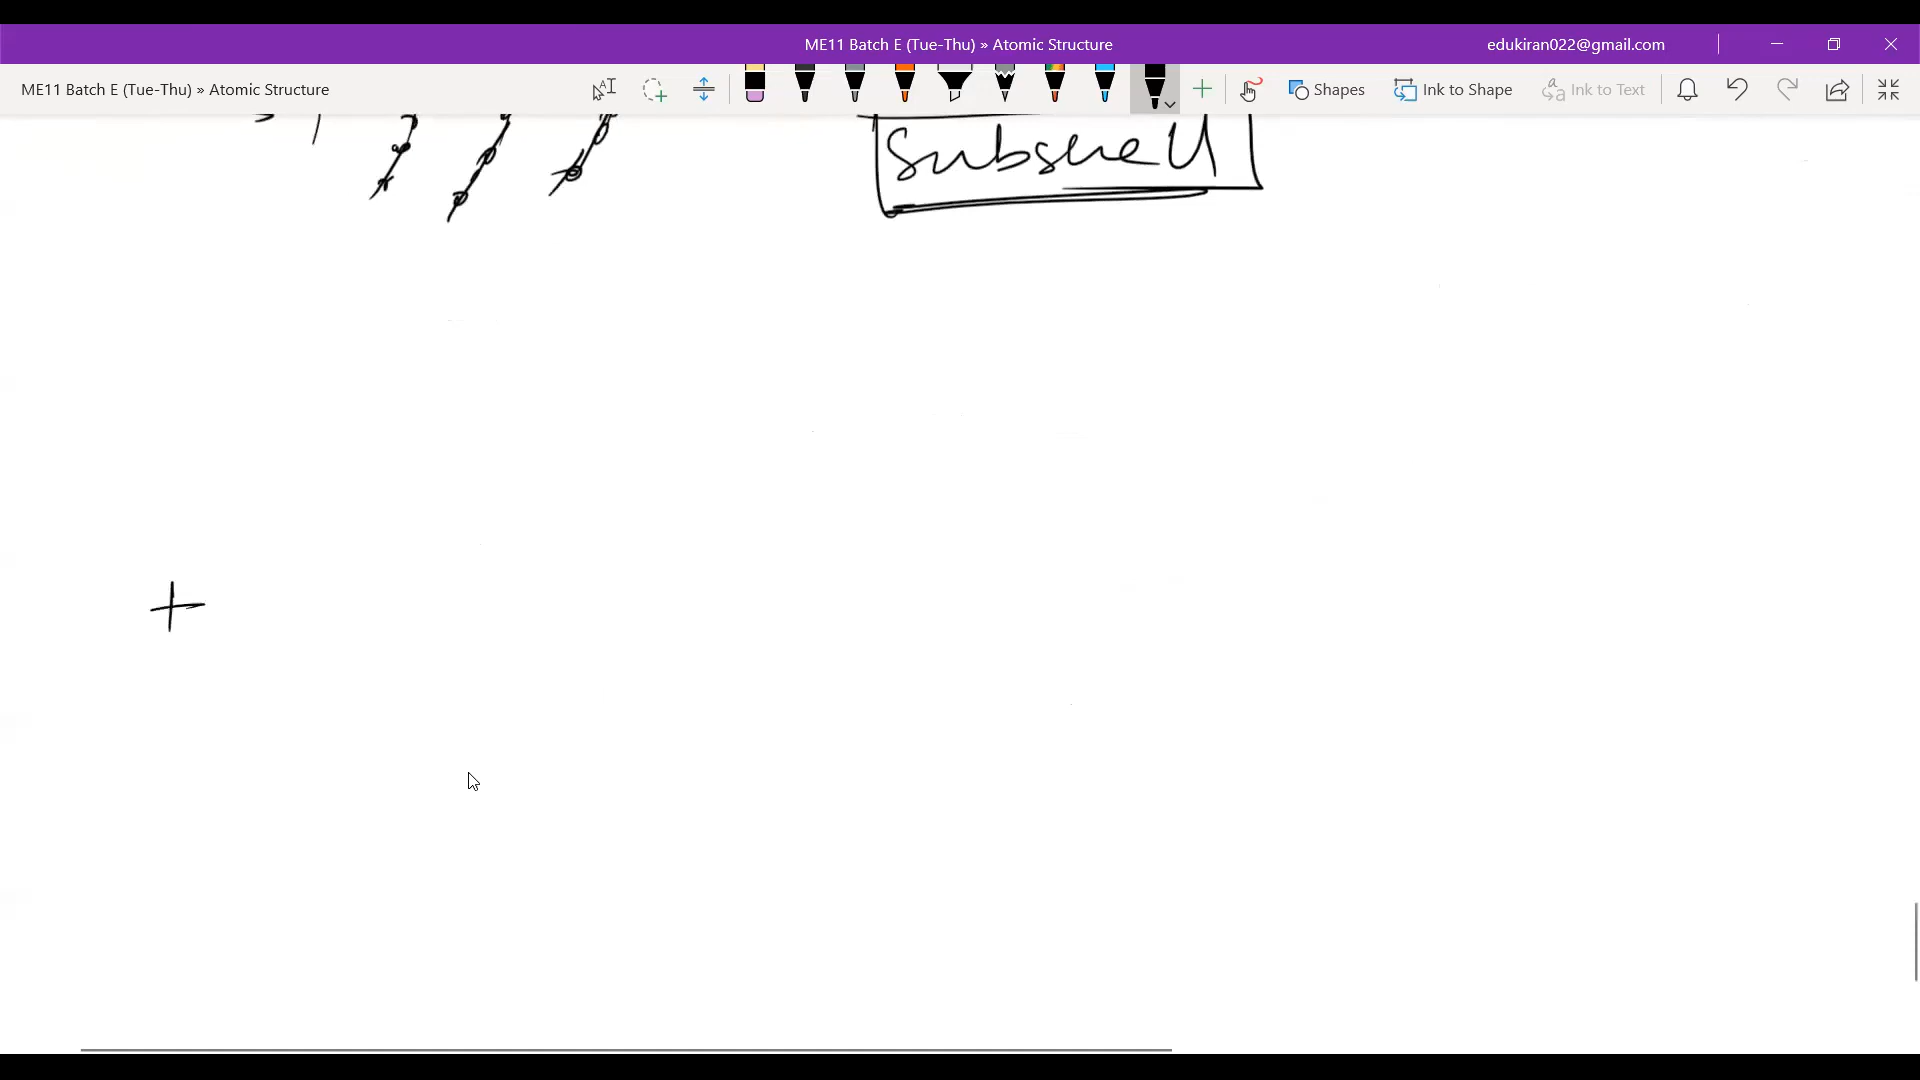 ME11 Batch E (Tue-Thu) » Atomic Structure
edukiran022@gmail.com
ME11 Batch E (Tue-Thu) » Atomic Structure
Shapes
Ink to Shape
Ink to Text
Subshell
+